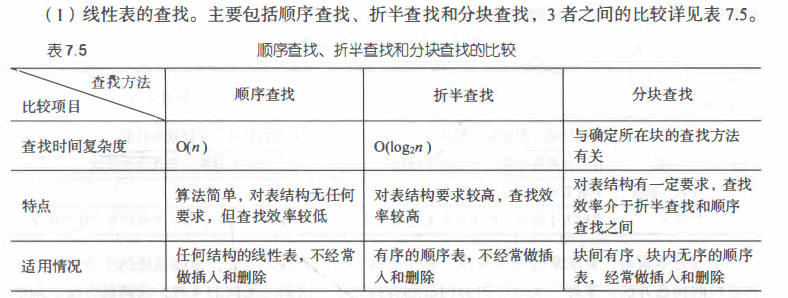 （1）线性表的查找。主要包括顺序查找、折半查找和分块查找，3 者之间的比较详见表 7.5。
表 7.5 顺序查找、折半查找和分块查找的比较
查找方法
比较项目 顺序查找 折半查找 分块查找
查找时间复杂度 O(n) O(log₂n) 与确定所在块的查找方法
有关
特点 算法简单，对表结构无任何
要求，但查找效率较低
对表结构要求较高，查找效
率较高
对表结构有一定要求，查找
效率介于折半查找和顺序
查找之间
适用情况 任何结构的线性表，不经常
做插入和删除
有序的顺序表，不经常做插
入和删除
块间有序，块内无序的顺序
表，经常做插入和删除